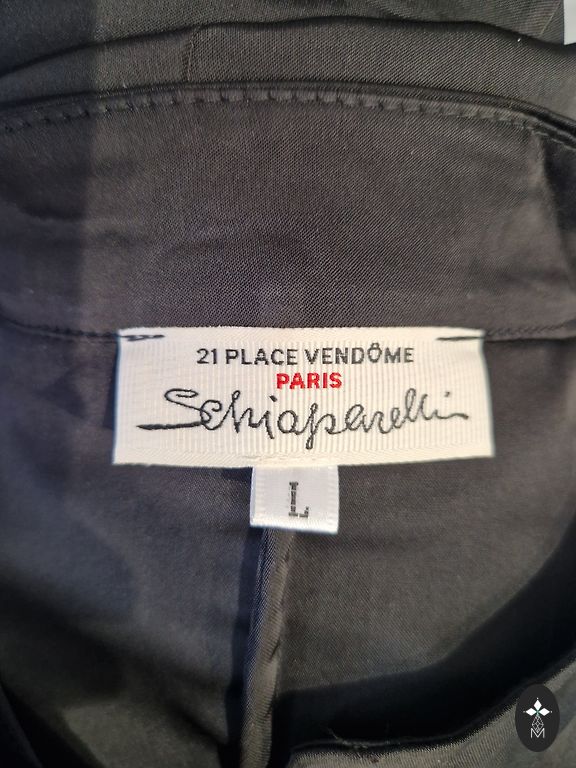 21 PLACE VENDÔME
PARIS
Schiaparelli
L
M